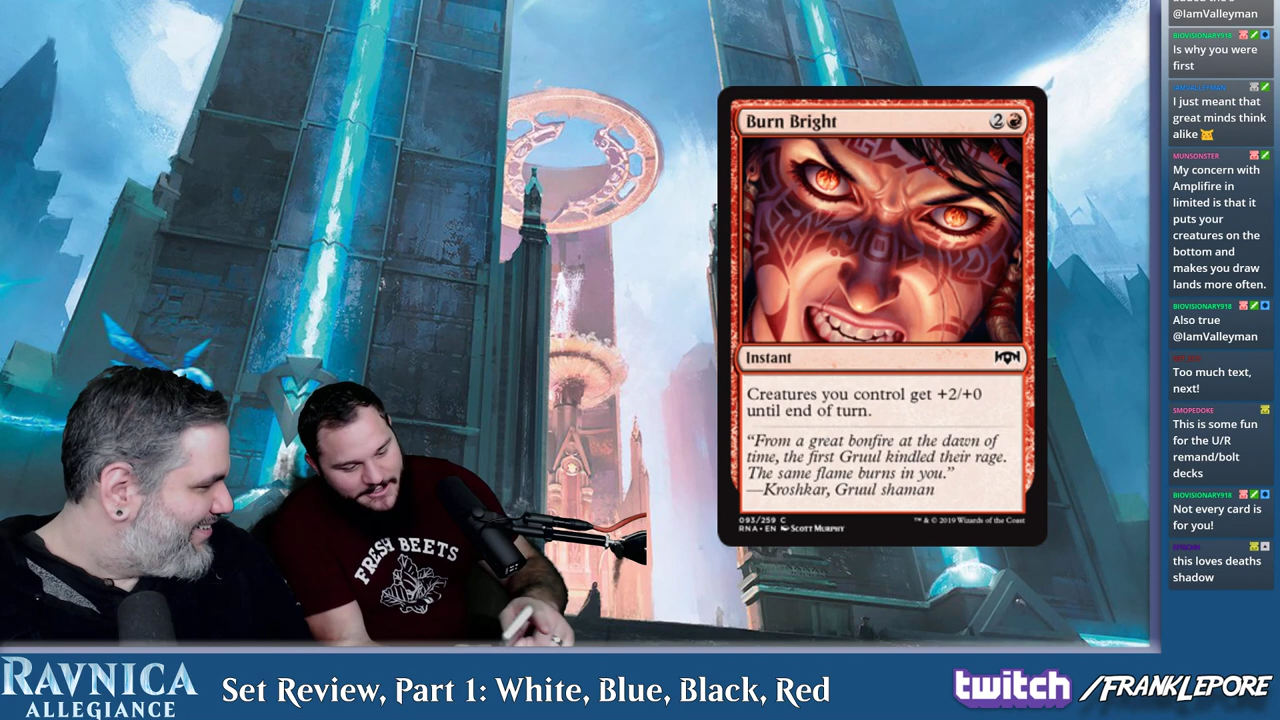 @IamValleyman
BIOVISIONARY918
Is why you were
first
IAMVALLEYMAN
I just meant that
great minds think
alike
MUNSONSTER
My concern with
Amplifire in
limited is that it
puts your
creatures on the
bottom and
makes you draw
lands more often.
BIOVISIONARY918
Also true
@IamValleyman
Too much text,
next!
SMOPEDOKE
This is some fun
for the U/R
remand/bolt
decks
BIOVISIONARY918
Not every card is
for you!
this loves deaths
shadow
Burn Bright
2
Instant
Creatures you control get +2/+0
until end of turn.
“From a great bonfire at the dawn of
time, the first Gruul kindled their rage.
The same flame burns in you.”
—Kroshkar, Gruul shaman
093/259 C
RNA • EN Scott Murphy
™ & © 2019 Wizards of the Coast
FRESH BEETS
RAVNICA
ALLEGIANCE
Set Review, Part 1: White, Blue, Black, Red
twitch /FRANKLEPORE